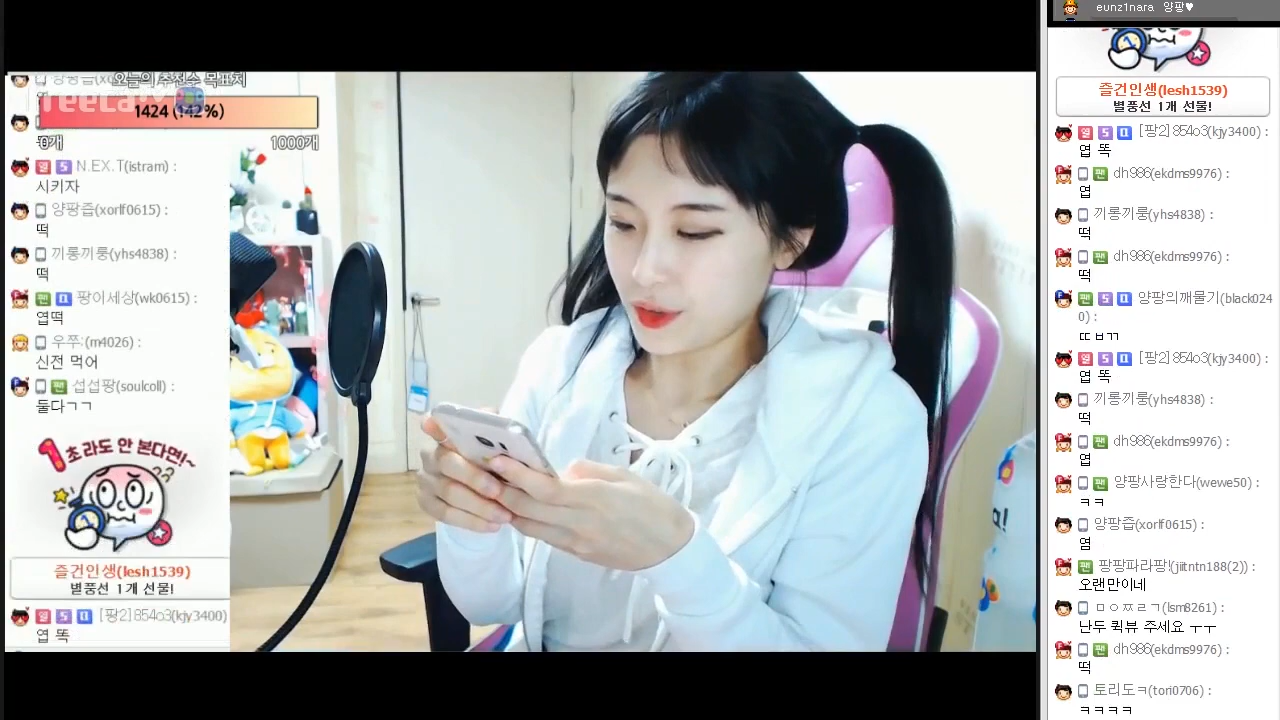 오늘의 추천수 목표치
1424 (142%)
0개
1000개
N.EX.T(istram) :
시키자
양팡즙(xorlf0615) :
떡
끼룡끼룽(yhs4838) :
떡
팡이세상(wk0615) :
엽떡
우쭈:(m4026) :
신전 먹어
섭섭팡(soulcoll) :
둘다ㄱㄱ
1초라도 안 본다면!~
즐건인생(lesh1539)
별풍선 1개 선물!
[팡2]854o3(kjy3400)
엽 똑
eunz1nara 양팡♥
즐건인생(lesh1539)
별풍선 1개 선물!
[팡2]854o3(kjy3400) :
엽 똑
dh986(ekdms9976) :
엽
끼룡끼룽(yhs4838) :
떡
dh986(ekdms9976) :
떡
양팡의깨물기(black024
0) :
ㄸㅂㄲ
[팡2]854o3(kjy3400) :
엽 똑
끼룡끼룽(yhs4838) :
떡
dh986(ekdms9976) :
엽
양팡사랑한다(wewe50) :
ㅋㅋ
양팡즙(xorlf0615) :
염
팡팡파라팡!(jiitntn188(2)) :
오랜만이네
ㅁㅇㅉㄹㄱ(lsm8261) :
난두 퀵뷰 주세요 ㅜㅜ
dh986(ekdms9976) :
떡
토리도ㅋ(tori0706) :
ㅋㅋㅋㅋ